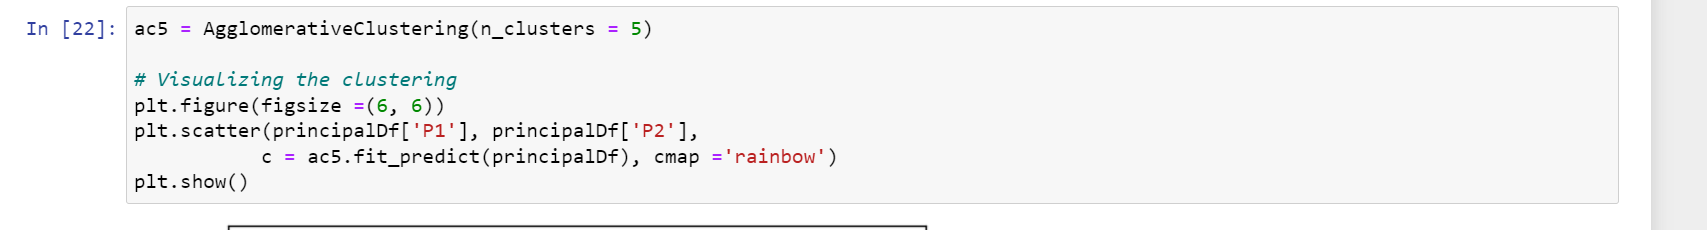 In [22]: ac5 = AgglomerativeClustering(n_clusters = 5)
# Visualizing the clustering
plt.figure(figsize =(6, 6))
plt.scatter(principalDf['P1'], principalDf['P2'],
           c = ac5.fit_predict(principalDf), cmap ='rainbow')
plt.show()